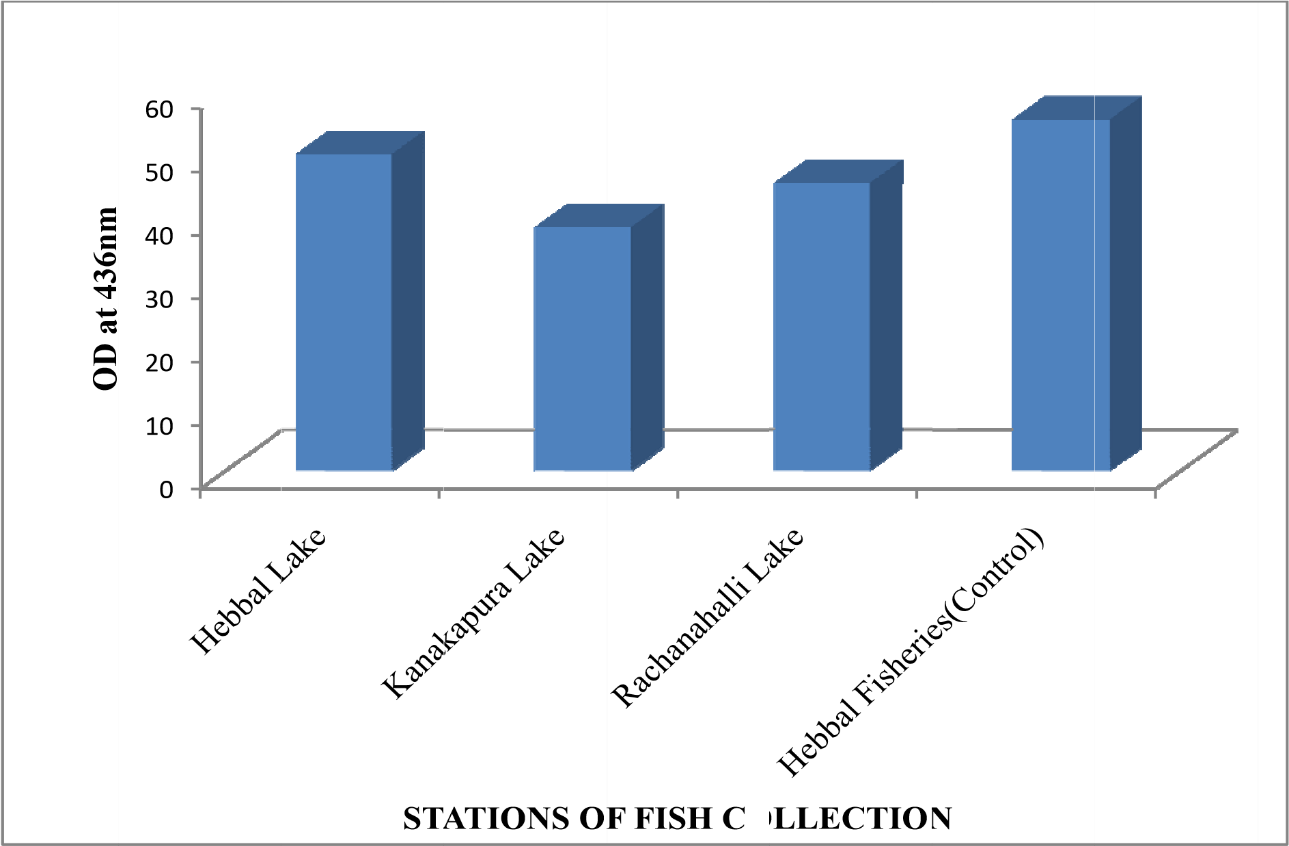 60
50
40
30
20
10
0
OD at 436nm
Hebbal Lake
Kanakapura Lake
Rachanahalli Lake
Hebbal Fisheries(Control)
STATIONS OF FISH C LLECTION